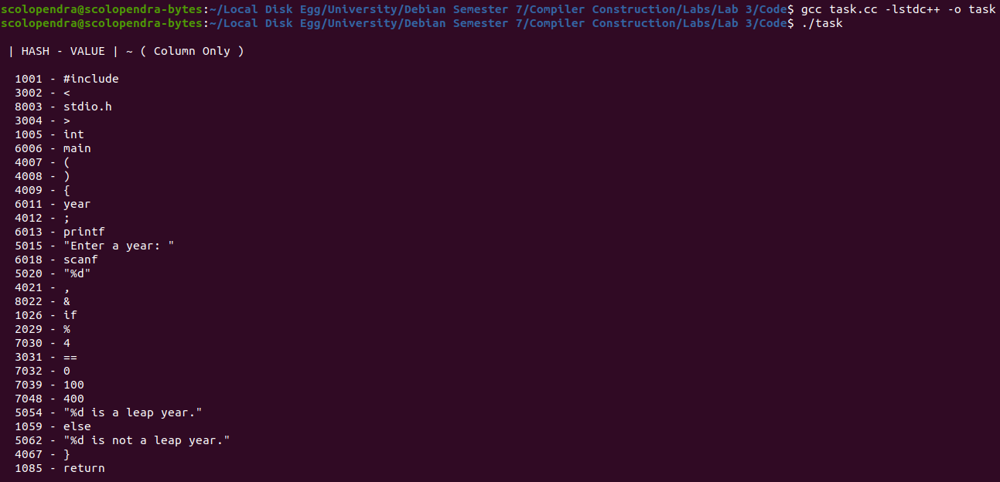 scolopendra@scolopendra-bytes:~/Local Disk Egg/University/Debian Semester 7/Compiler Construction/Labs/Lab 3/Code$ gcc task.cc -lstdc++ -o task
scolopendra@scolopendra-bytes:~/Local Disk Egg/University/Debian Semester 7/Compiler Construction/Labs/Lab 3/Code$ ./task
| HASH - VALUE | ~ ( Column Only )
1001 - #include
3002 - <
8003 - stdio.h
3004 - >
1005 - int
6006 - main
4007 - (
4008 - )
4009 - {
6011 - year
4012 - ;
6013 - printf
5015 - "Enter a year: "
6018 - scanf
5020 - "%d"
4021 - ,
8022 - &
1026 - if
2029 - %
7030 - 4
3031 - ==
7032 - 0
7039 - 100
7048 - 400
5054 - "%d is a leap year."
1059 - else
5062 - "%d is not a leap year."
4067 - }
1085 - return